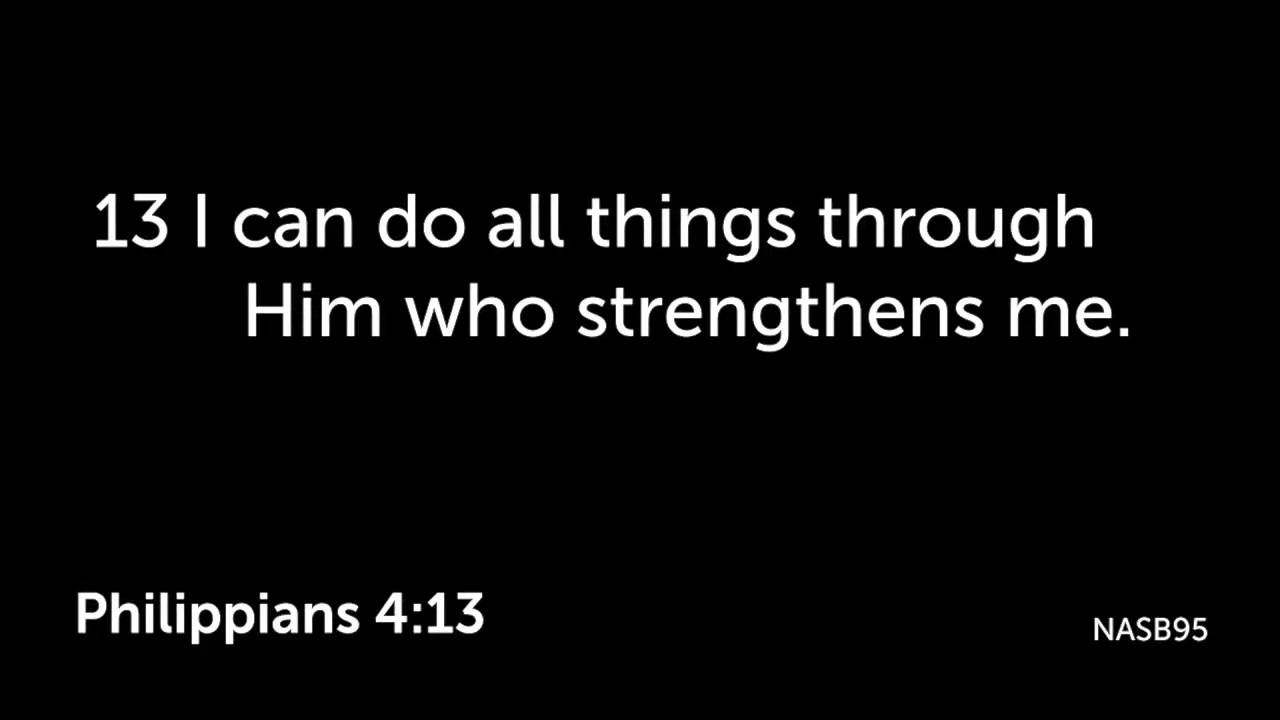 13 I can do all things through
Him who strengthens me.
Philippians 4:13
NASB95